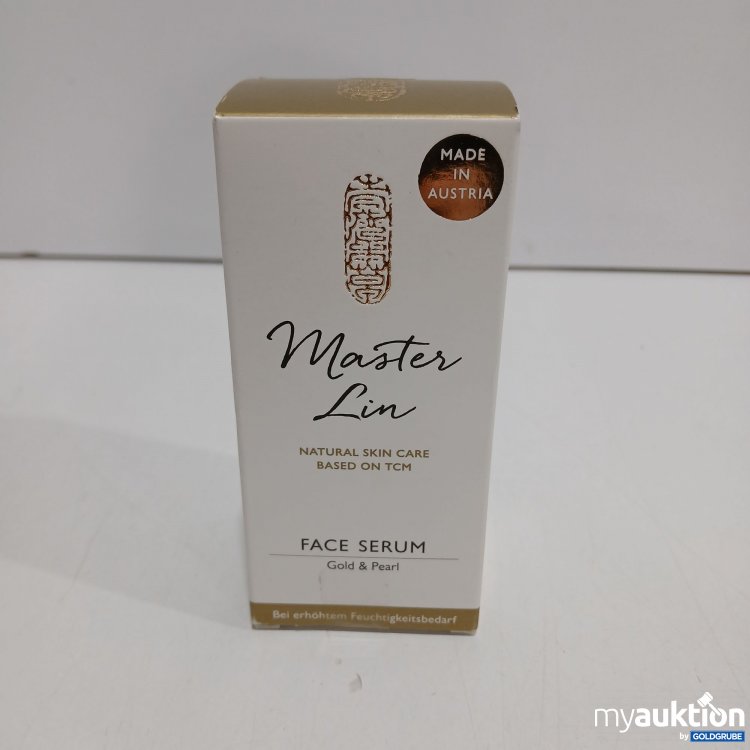 MADE
IN
AUSTRIA
Master
Lin
NATURAL SKIN CARE
BASED ON TCM
FACE SERUM
Gold & Pearl
Bei erhöhtem Feuchtigkeitsbedarf
myauktion
by GOLDGRUBE